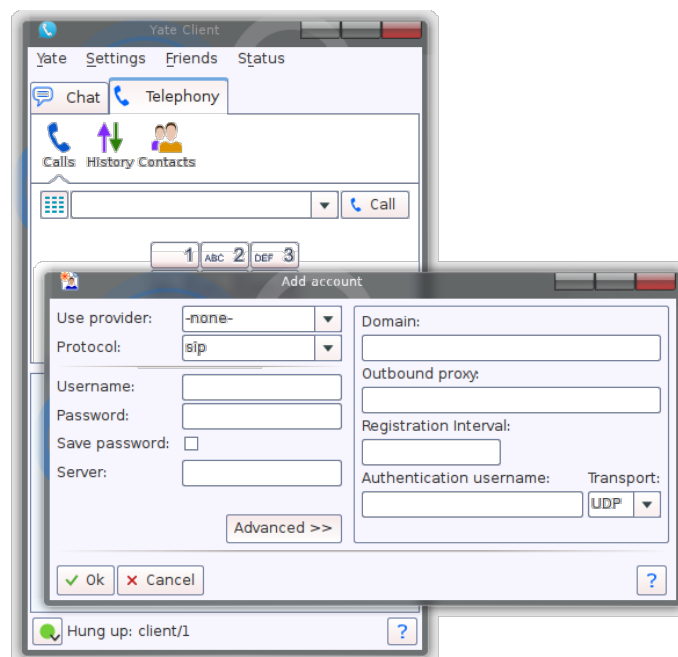 Yate Client
Yate Settings Friends Status
Chat Telephony
Calls History Contacts
Call
1 ABC 2 DEF 3
Add account
Use provider: -none-
Protocol: sip
Username:
Password:
Save password:
Server:
Advanced >>
Domain:
Outbound proxy:
Registration Interval:
Authentication username: Transport:
UDP
Ok Cancel ?
Hung up: client/1 ?